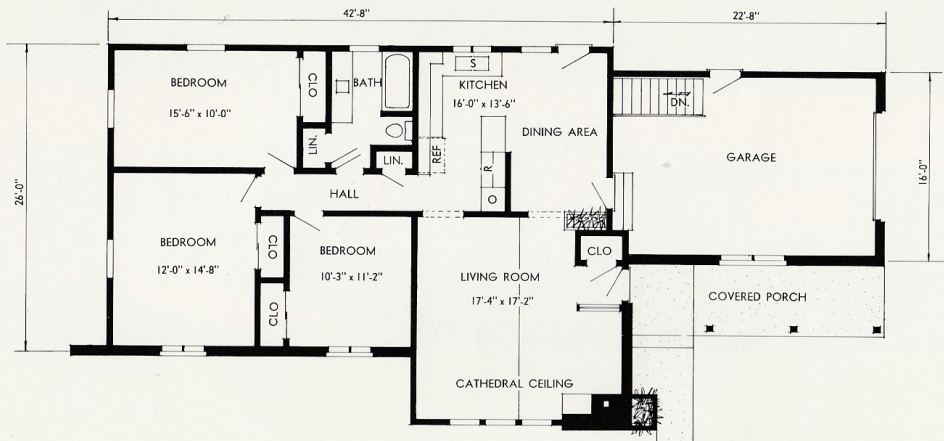 42'-8"
22'-8"
BEDROOM
15'-6" x 10'-0"
CLO
BATH
S
KITCHEN
16'-0" x 13'-6"
DINING AREA
DN.
GARAGE
16'-0"
26'-0"
LIN.
LIN.
REF
R
O
HALL
BEDROOM
12'-0" x 14'-8"
CLO
CLO
BEDROOM
10'-3" x 11'-2"
CLO
LIVING ROOM
17'-4" x 17'-2"
COVERED PORCH
CATHEDRAL CEILING